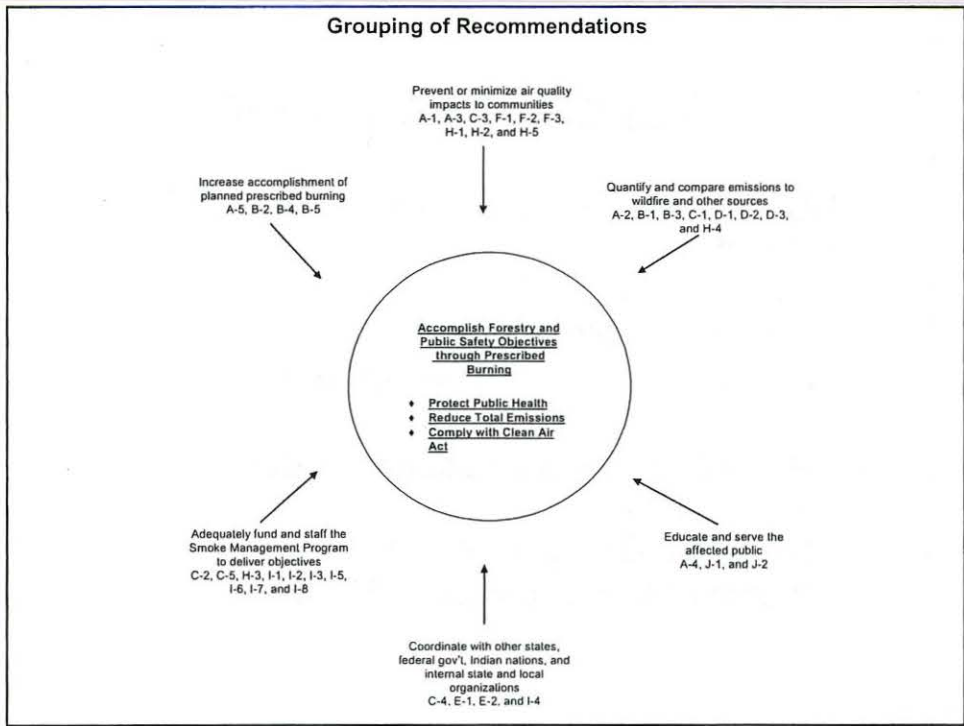 Grouping of Recommendations
Prevent or minimize air quality
impacts to communities
A-1, A-3, C-3, F-1, F-2, F-3,
H-1, H-2, and H-5
Increase accomplishment of
planned prescribed burning
A-5, B-2, B-4, B-5
Quantify and compare emissions to
wildfire and other sources
A-2, B-1, B-3, C-1, D-1, D-2, D-3,
and H-4
Accomplish Forestry and
Public Safety Objectives
through Prescribed
Burning
♦ Protect Public Health
♦ Reduce Total Emissions
♦ Comply with Clean Air
Act
Adequately fund and staff the
Smoke Management Program
to deliver objectives
C-2, C-5, H-3, I-1, I-2, I-3, I-5,
I-6, I-7, and I-8
Educate and serve the
affected public
A-4, J-1, and J-2
Coordinate with other states,
federal gov't, Indian nations, and
internal state and local
organizations
C-4, E-1, E-2, and I-4